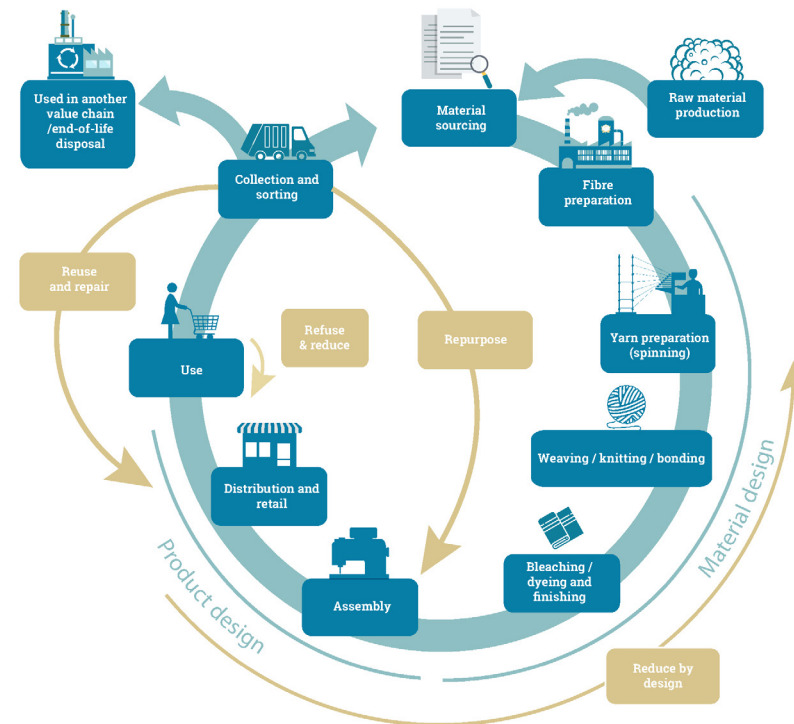 Used in another
value chain
/end-of-life
disposal
Material
sourcing
Raw material
production
Collection and
sorting
Fibre
preparation
Reuse
and repair
Refuse
& reduce
Repurpose
Yarn preparation
(spinning)
Use
Weaving / knitting / bonding
Distribution and
retail
Bleaching /
dyeing and
finishing
Assembly
Product design
Material design
Reduce by
design